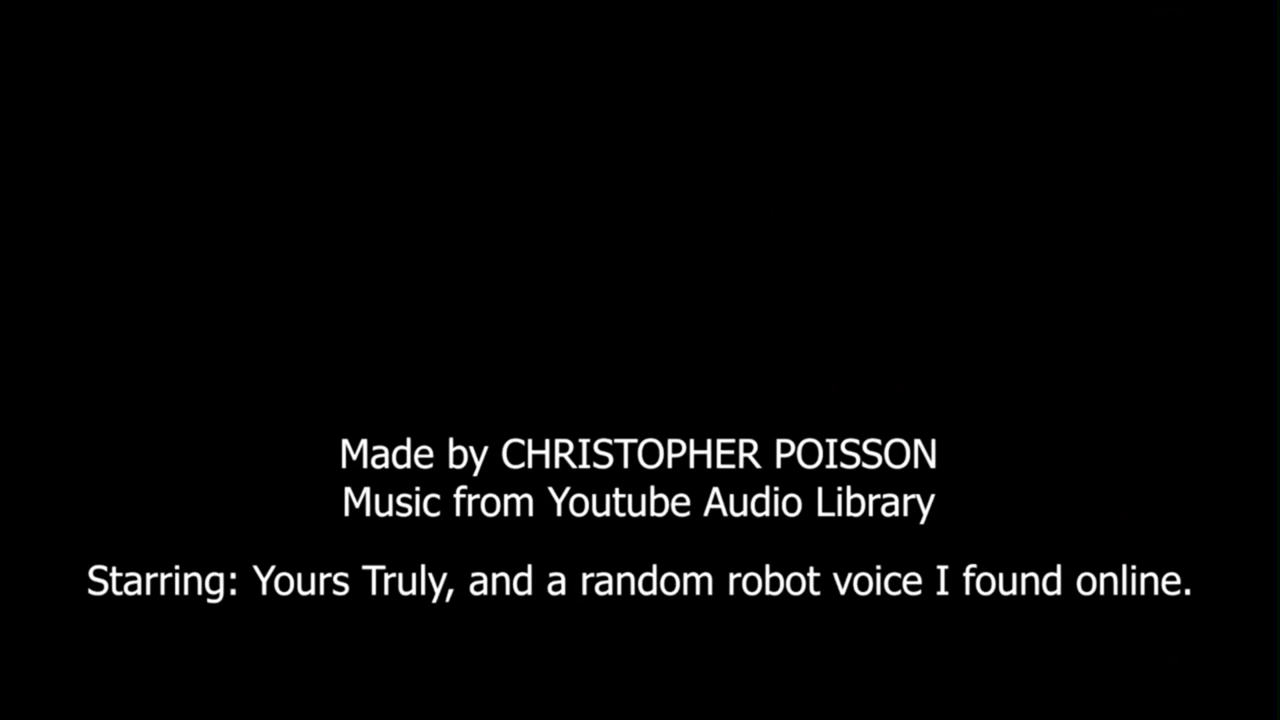 Made by CHRISTOPHER POISSON
Music from Youtube Audio Library
Starring: Yours Truly, and a random robot voice I found online.